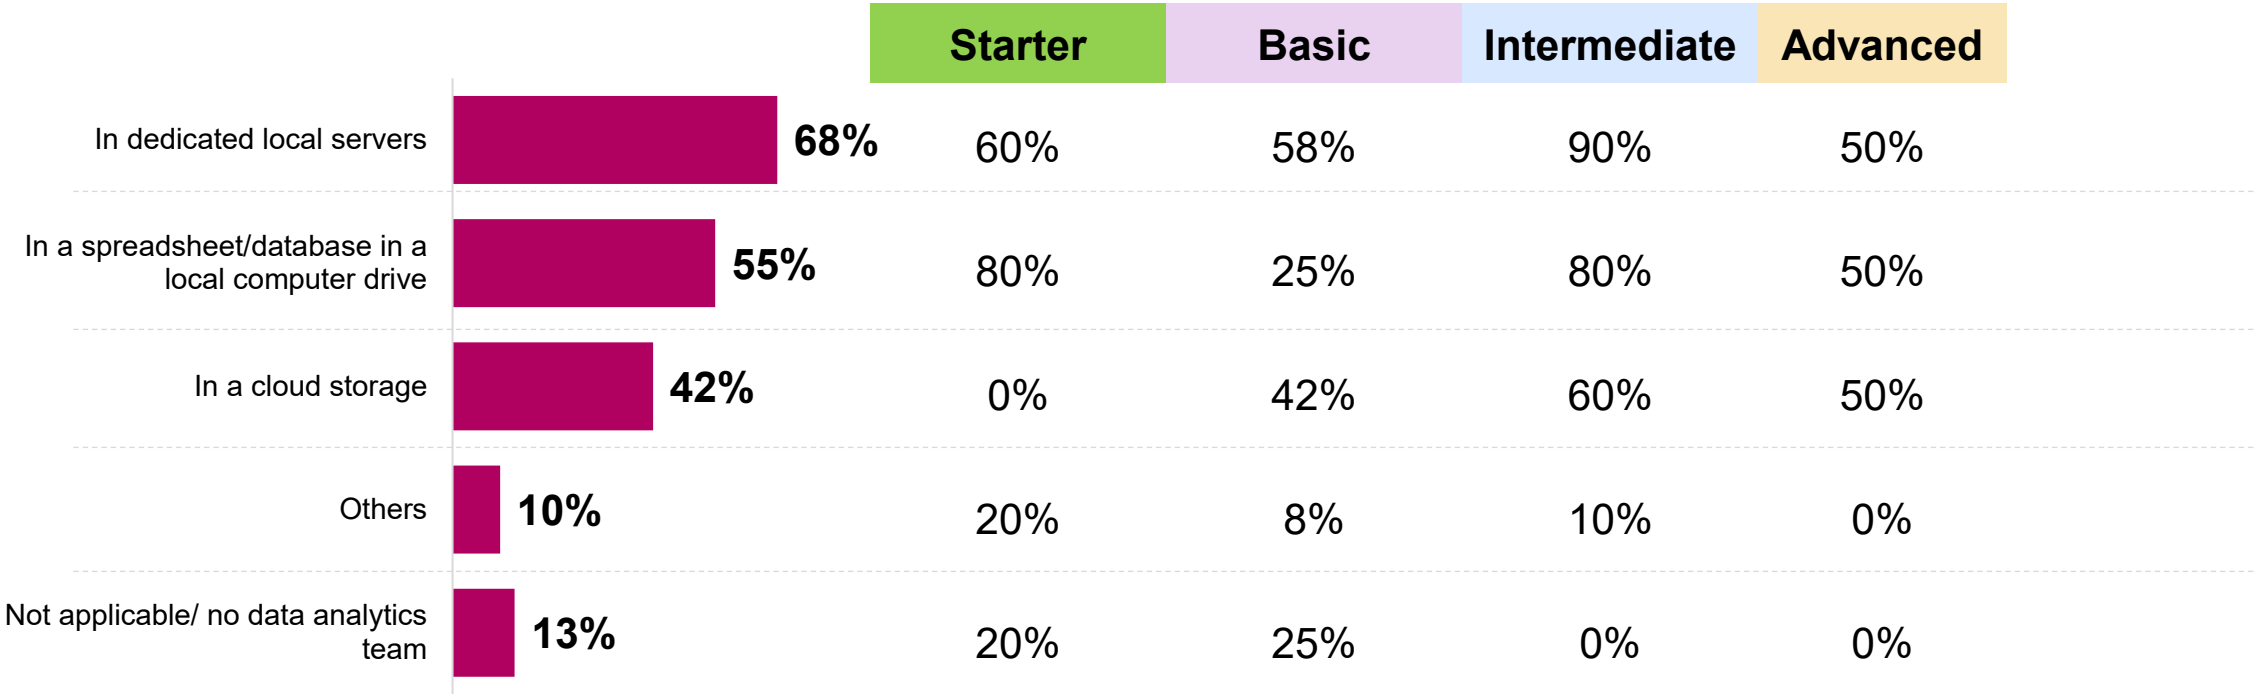 Starter Basic Intermediate Advanced
In dedicated local servers 68% 60% 58% 90% 50%
In a spreadsheet/database in a
local computer drive 55% 80% 25% 80% 50%
In a cloud storage 42% 0% 42% 60% 50%
Others 10% 20% 8% 10% 0%
Not applicable/ no data analytics
team 13% 20% 25% 0% 0%